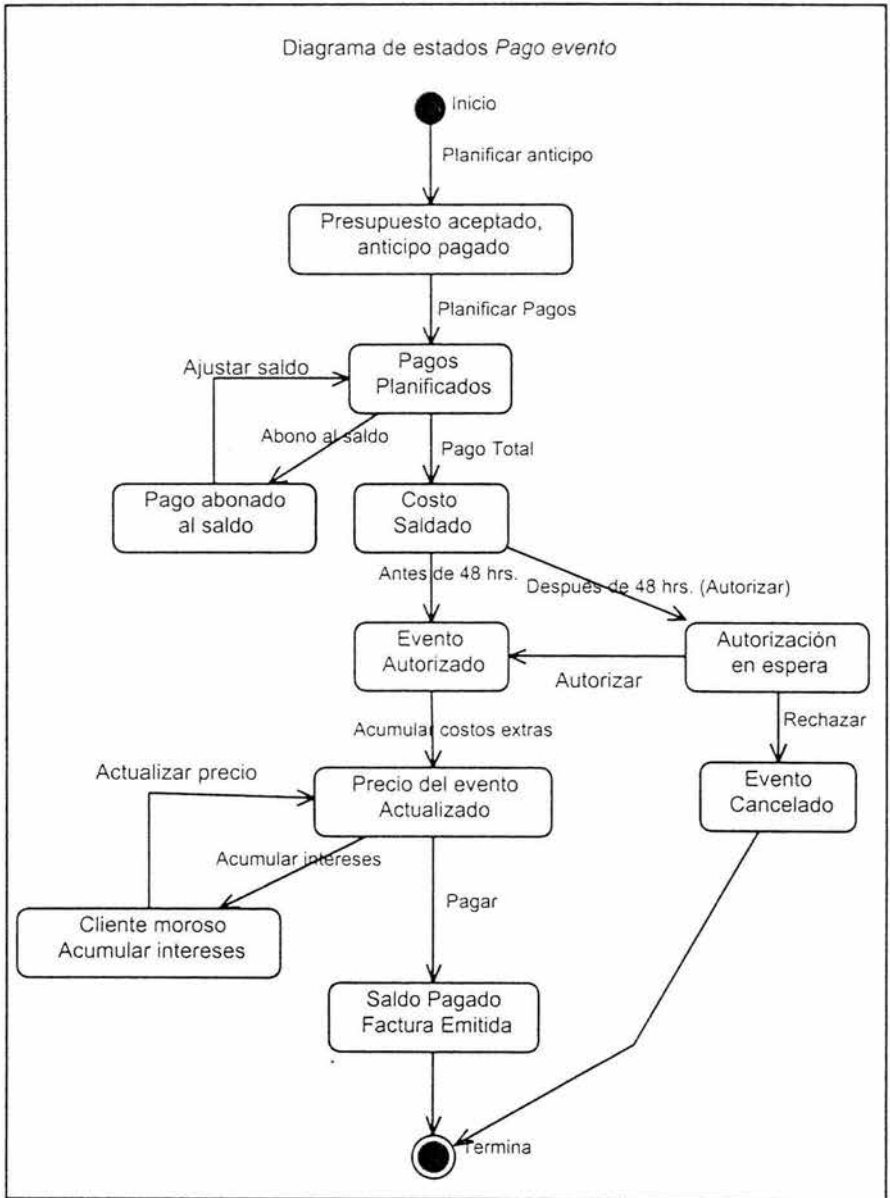 Diagrama de estados Pago evento
Inicio
Planificar anticipo
Presupuesto aceptado,
anticipo pagado
Planificar Pagos
Pagos
Planificados
Ajustar saldo
Abono al saldo
Pago Total
Pago abonado
al saldo
Costo
Saldado
Antes de 48 hrs.
Después de 48 hrs. (Autorizar)
Evento
Autorizado
Autorización
en espera
Autorizar
Rechazar
Acumular costos extras
Actualizar precio
Precio del evento
Actualizado
Evento
Cancelado
Acumular intereses
Pagar
Cliente moroso
Acumular intereses
Saldo Pagado
Factura Emitida
Termina